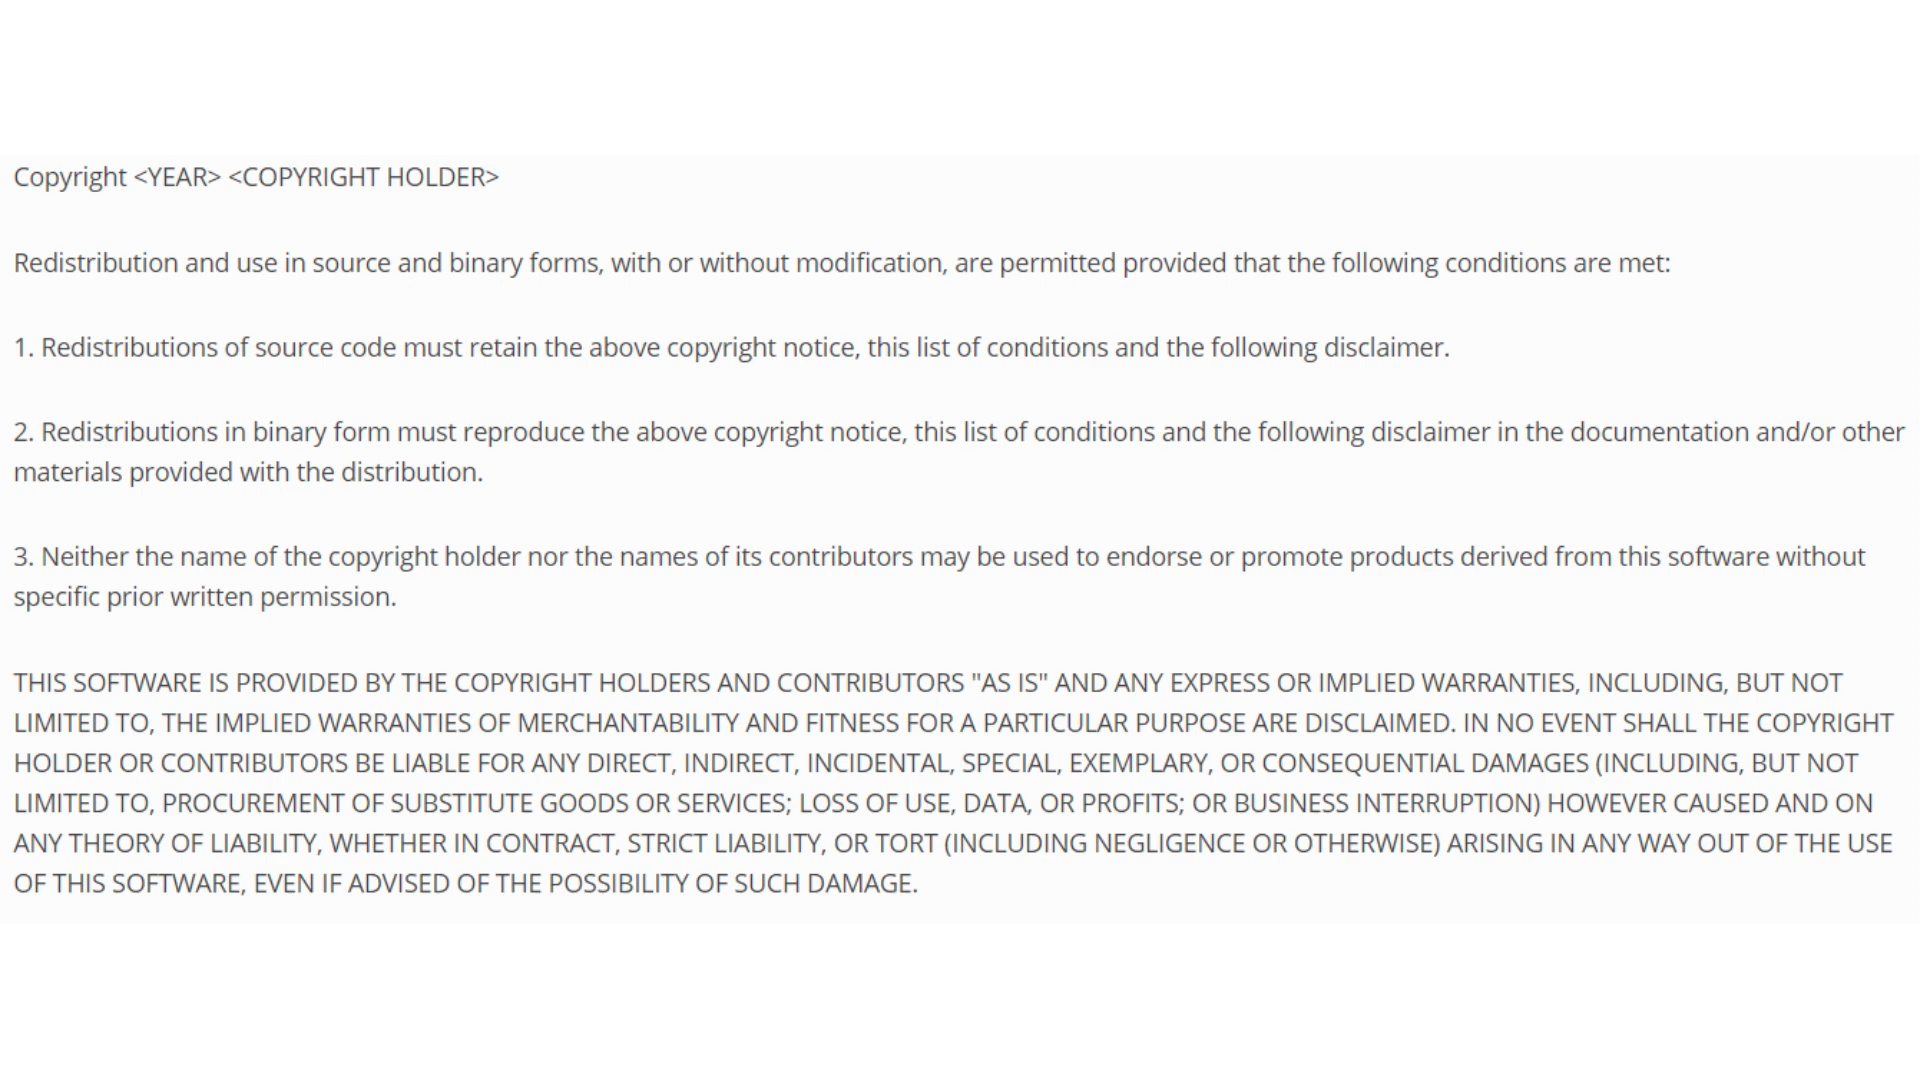 Copyright <YEAR> <COPYRIGHT HOLDER>
Redistribution and use in source and binary forms, with or without modification, are permitted provided that the following conditions are met:
1. Redistributions of source code must retain the above copyright notice, this list of conditions and the following disclaimer.
2. Redistributions in binary form must reproduce the above copyright notice, this list of conditions and the following disclaimer in the documentation and/or other
materials provided with the distribution.
3. Neither the name of the copyright holder nor the names of its contributors may be used to endorse or promote products derived from this software without
specific prior written permission.
THIS SOFTWARE IS PROVIDED BY THE COPYRIGHT HOLDERS AND CONTRIBUTORS "AS IS" AND ANY EXPRESS OR IMPLIED WARRANTIES, INCLUDING, BUT NOT
LIMITED TO, THE IMPLIED WARRANTIES OF MERCHANTABILITY AND FITNESS FOR A PARTICULAR PURPOSE ARE DISCLAIMED. IN NO EVENT SHALL THE COPYRIGHT
HOLDER OR CONTRIBUTORS BE LIABLE FOR ANY DIRECT, INDIRECT, INCIDENTAL, SPECIAL, EXEMPLARY, OR CONSEQUENTIAL DAMAGES (INCLUDING, BUT NOT
LIMITED TO, PROCUREMENT OF SUBSTITUTE GOODS OR SERVICES; LOSS OF USE, DATA, OR PROFITS; OR BUSINESS INTERRUPTION) HOWEVER CAUSED AND ON
ANY THEORY OF LIABILITY, WHETHER IN CONTRACT, STRICT LIABILITY, OR TORT (INCLUDING NEGLIGENCE OR OTHERWISE) ARISING IN ANY WAY OUT OF THE USE
OF THIS SOFTWARE, EVEN IF ADVISED OF THE POSSIBILITY OF SUCH DAMAGE.